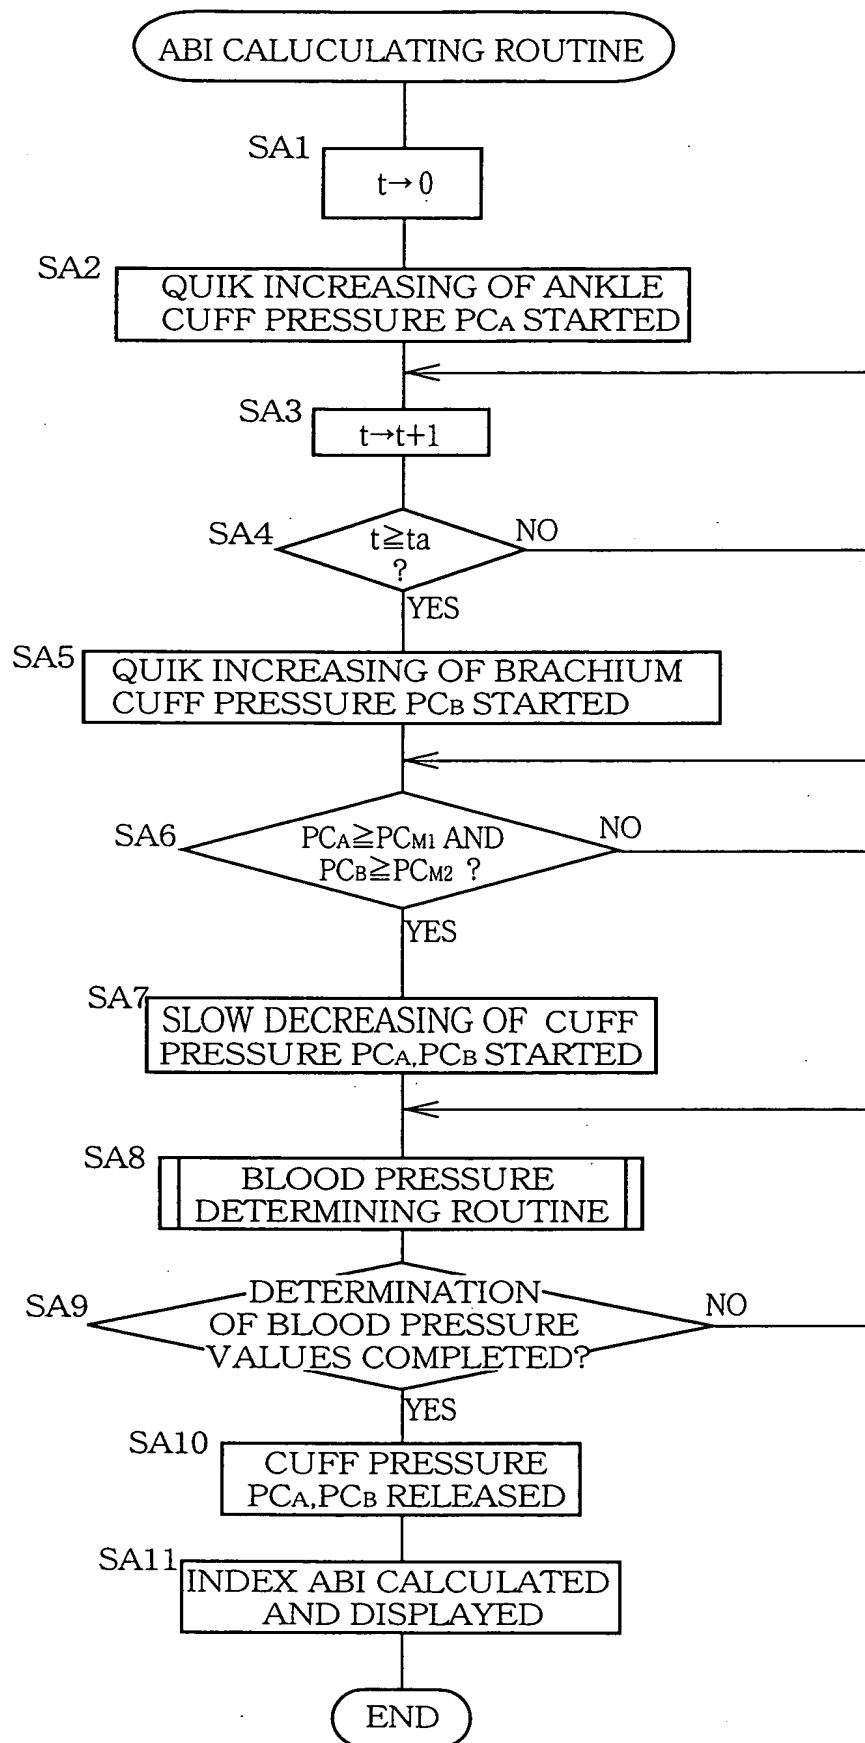 ABI CALUCULATING ROUTINE
SA1
t→0
SA2
QUIK INCREASING OF ANKLE
CUFF PRESSURE PCA STARTED
SA3
t→t+1
SA4
t≧ta
?
NO
YES
SA5
QUIK INCREASING OF BRACHIUM
CUFF PRESSURE PCB STARTED
SA6
PCA≧PCM1 AND
PCB≧PCM2 ?
NO
YES
SA7
SLOW DECREASING OF CUFF
PRESSURE PCA,PCB STARTED
SA8
BLOOD PRESSURE
DETERMINING ROUTINE
SA9
DETERMINATION
OF BLOOD PRESSURE
VALUES COMPLETED?
NO
YES
SA10
CUFF PRESSURE
PCA,PCB RELEASED
SA11
INDEX ABI CALCULATED
AND DISPLAYED
END